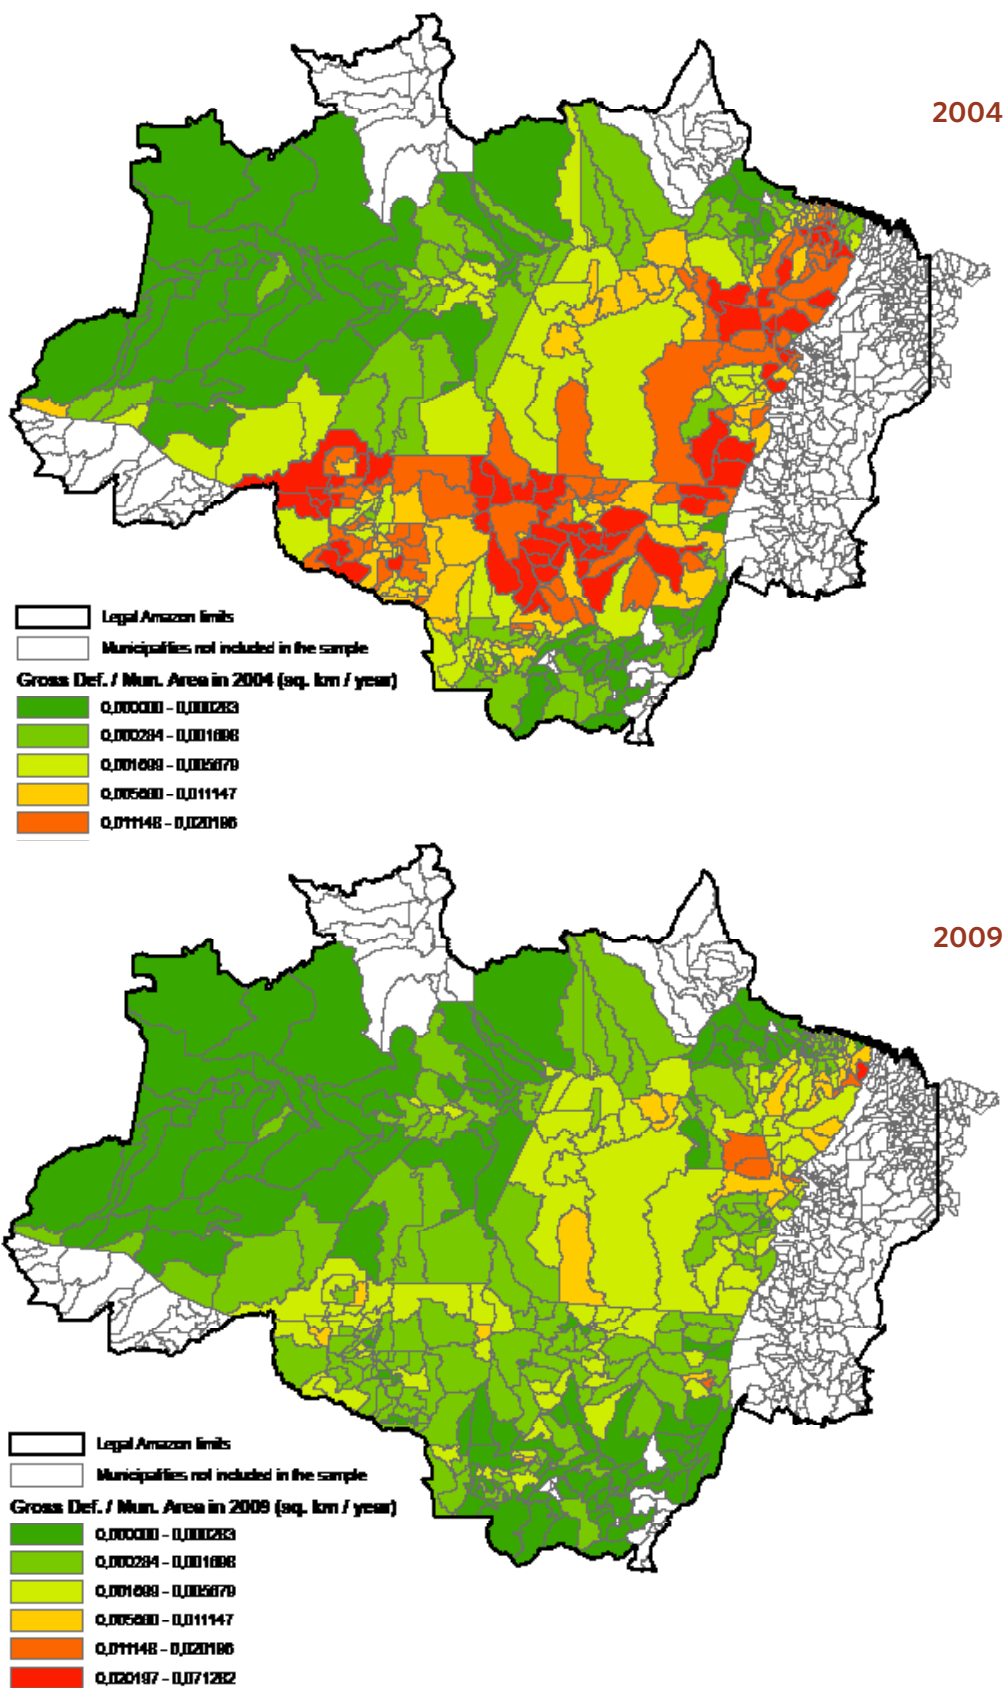 2004
Legal Amazon limits
Municipalities not included in the sample
Gross Def. / Mun. Area in 2004 (sq. km / year)
0,000000 - 0,000283
0,000284 - 0,001698
0,001699 - 0,005679
0,005680 - 0,011147
0,011148 - 0,020196
2009
Legal Amazon limits
Municipalities not included in the sample
Gross Def. / Mun. Area in 2009 (sq. km / year)
0,000000 - 0,000283
0,000284 - 0,001698
0,001699 - 0,005679
0,005680 - 0,011147
0,011148 - 0,020196
0,020197 - 0,071282